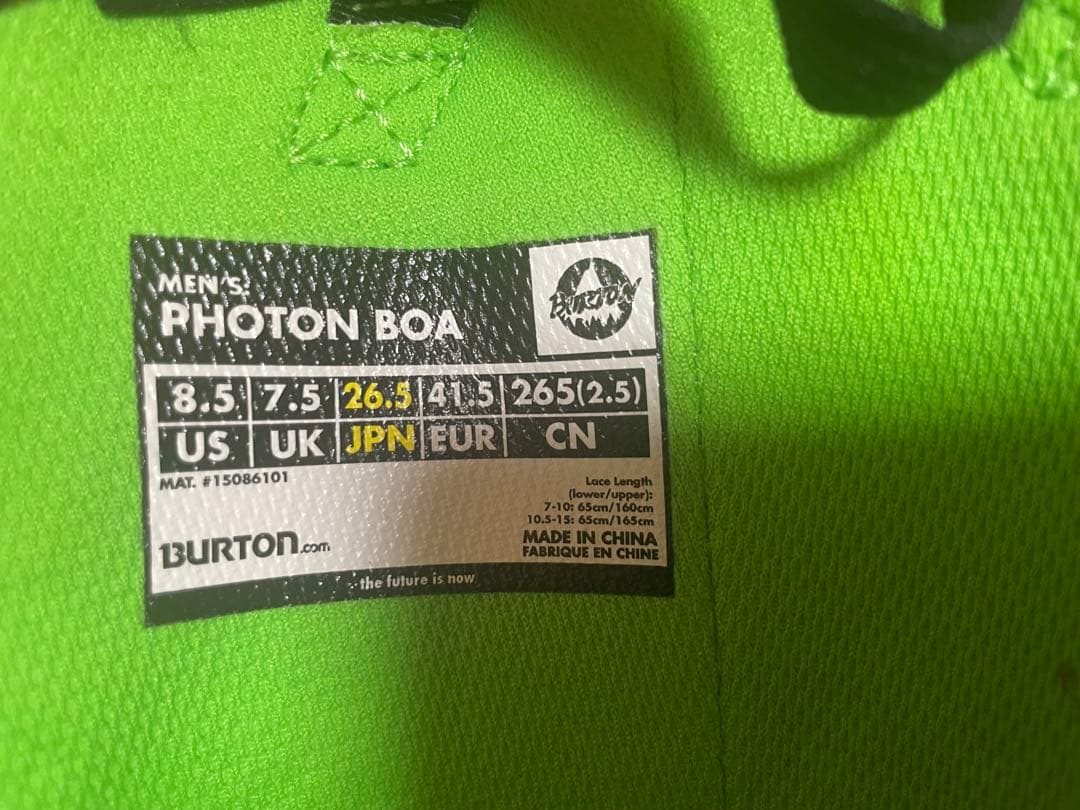 MEN'S
PHOTON BOA
BURTON
8.5 7.5 26.5 41.5 265(2.5)
US UK JPN EUR CN
MAT. #15086101
Lace Length
(lower/upper):
7-10: 65cm/160cm
10.5-15: 65cm/165cm
MADE IN CHINA
FABRIQUE EN CHINE
BURTON.com
the future is now